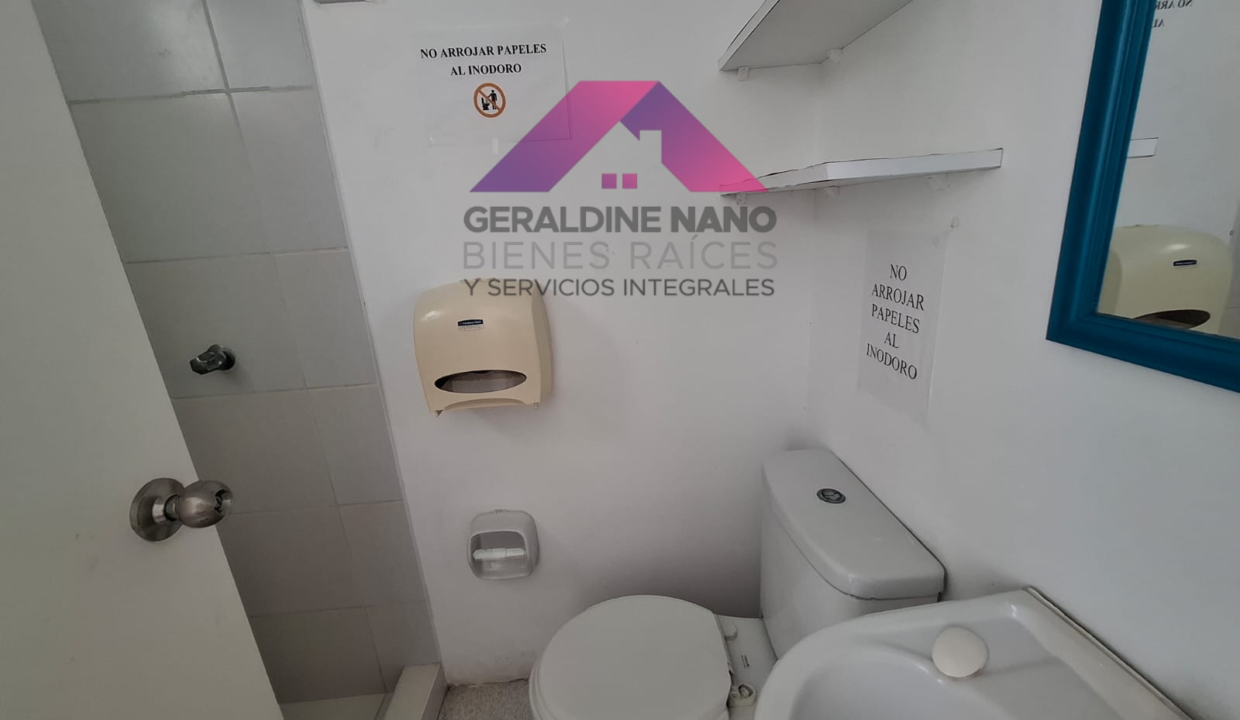 NO ARROJAR PAPELES
AL INODORO
GERALDINE NANO
BIENES RAÍCES
Y SERVICIOS INTEGRALES
NO
ARROJAR
PAPELES
AL
INODORO